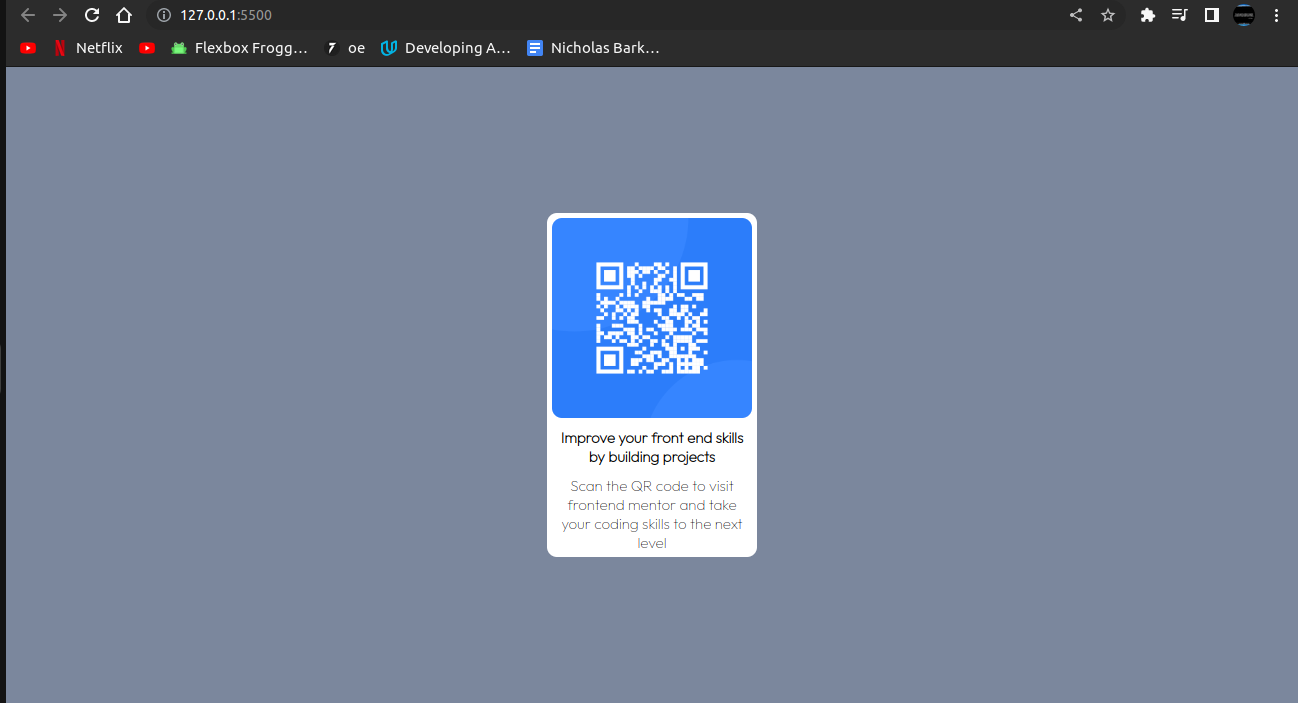 127.0.0.1:5500
Netflix
Flexbox Frogg…
oe
Developing A…
Nicholas Bark…
Improve your front end skills
by building projects
Scan the QR code to visit
frontend mentor and take
your coding skills to the next
level